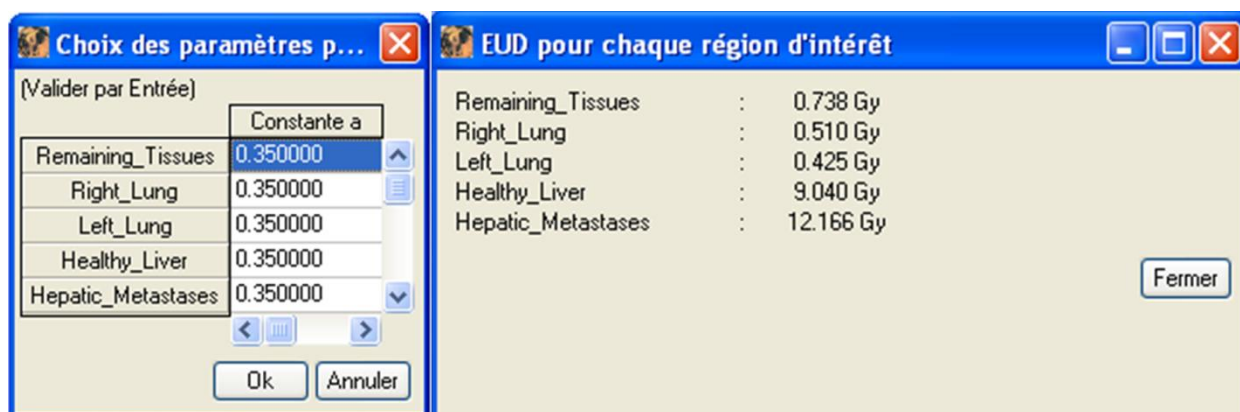 Choix des paramètres p...
(Valider par Entrée)
Constante a
Remaining_Tissues 0.350000
Right_Lung 0.350000
Left_Lung 0.350000
Healthy_Liver 0.350000
Hepatic_Metastases 0.350000
Ok Annuler
EUD pour chaque région d'intérêt
Remaining_Tissues : 0.738 Gy
Right_Lung : 0.510 Gy
Left_Lung : 0.425 Gy
Healthy_Liver : 9.040 Gy
Hepatic_Metastases : 12.166 Gy
Fermer